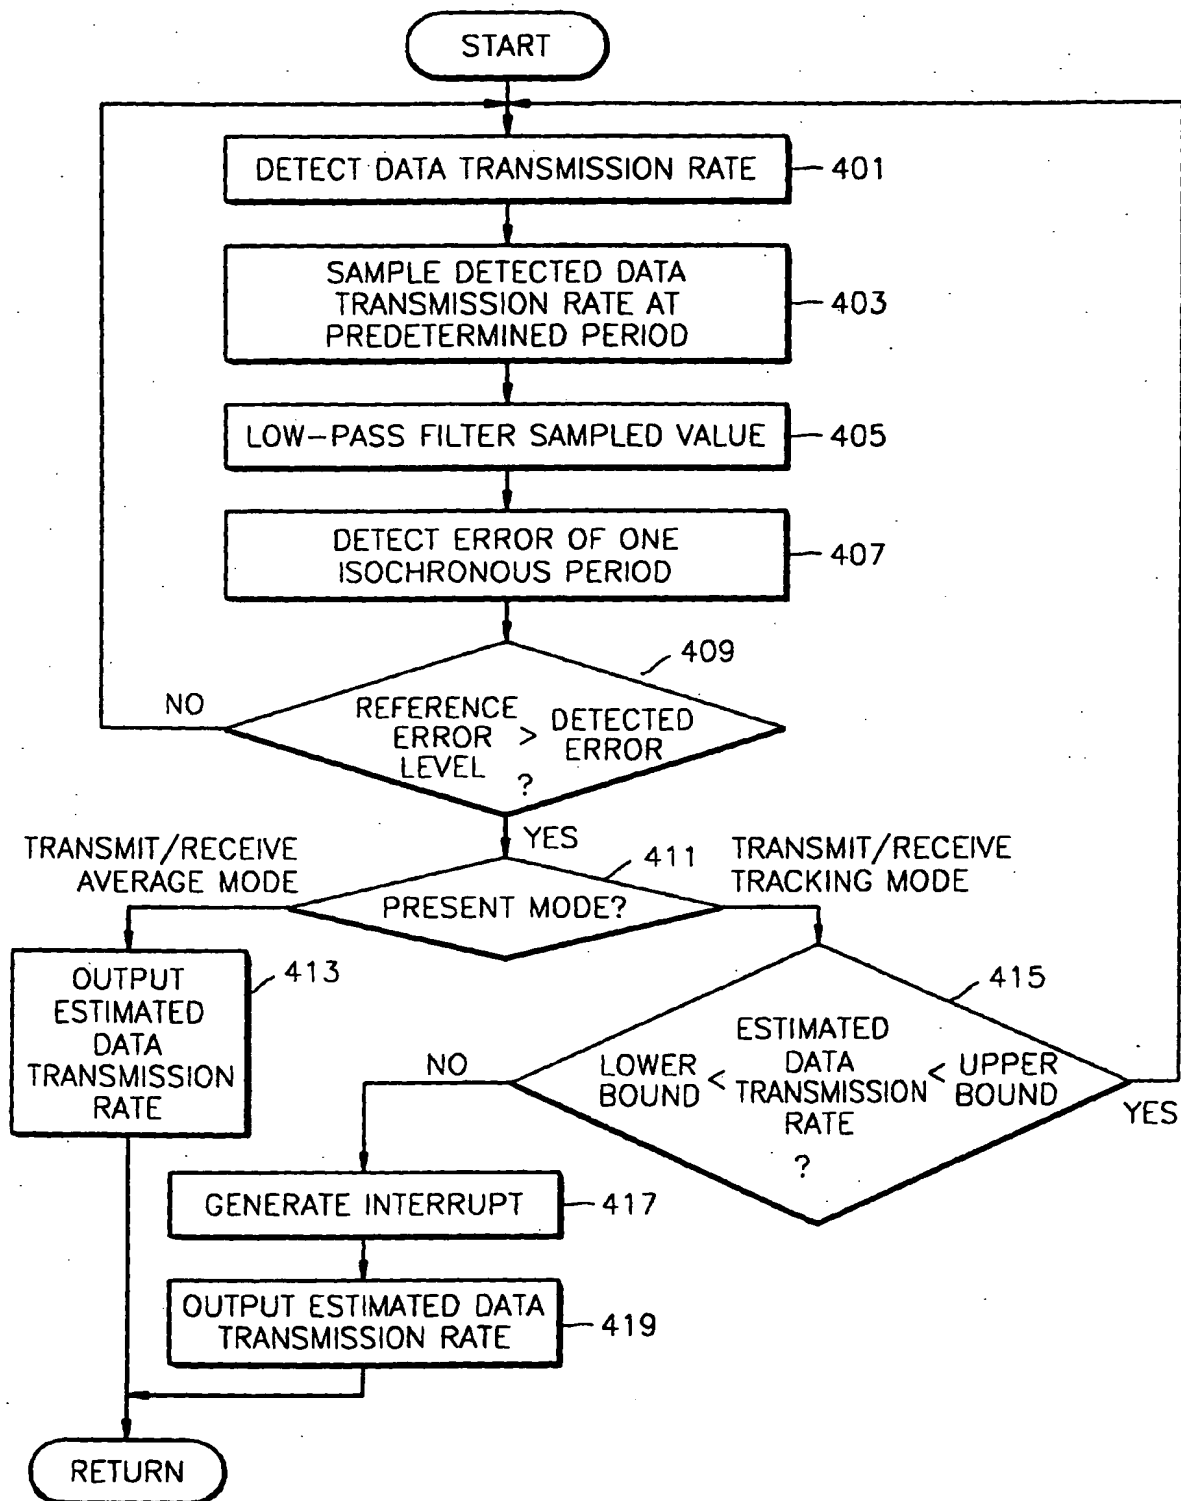 START
DETECT DATA TRANSMISSION RATE
401
SAMPLE DETECTED DATA
TRANSMISSION RATE AT
PREDETERMINED PERIOD
403
LOW-PASS FILTER SAMPLED VALUE
405
DETECT ERROR OF ONE
ISOCHRONOUS PERIOD
407
409
NO
REFERENCE
ERROR
LEVEL
>
DETECTED
ERROR
?
YES
TRANSMIT/RECEIVE
AVERAGE MODE
411
PRESENT MODE?
TRANSMIT/RECEIVE
TRACKING MODE
OUTPUT
ESTIMATED
DATA
TRANSMISSION
RATE
413
415
NO
LOWER
BOUND
<
ESTIMATED
DATA
TRANSMISSION
RATE
?
<
UPPER
BOUND
YES
GENERATE INTERRUPT
417
OUTPUT ESTIMATED DATA
TRANSMISSION RATE
419
RETURN